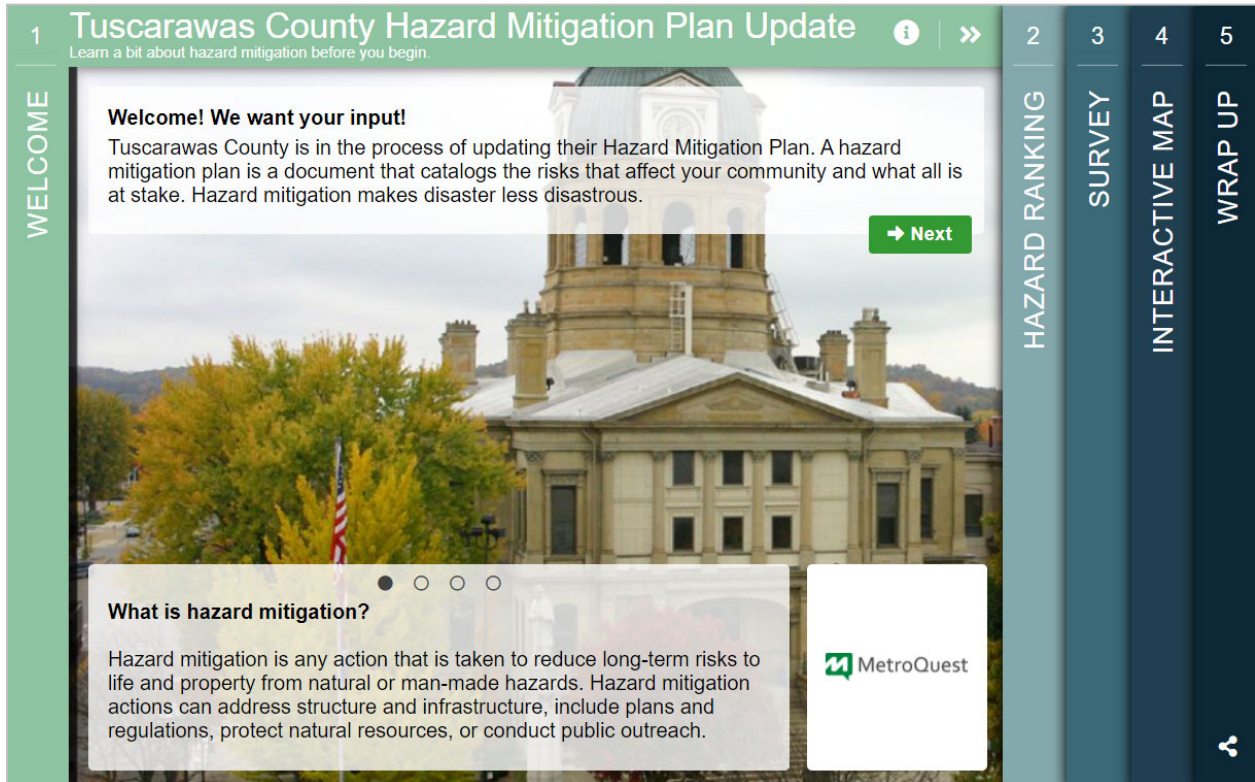 1
WELCOME
Tuscarawas County Hazard Mitigation Plan Update
Learn a bit about hazard mitigation before you begin.
Welcome! We want your input!
Tuscarawas County is in the process of updating their Hazard Mitigation Plan. A hazard
mitigation plan is a document that catalogs the risks that affect your community and what all is
at stake. Hazard mitigation makes disaster less disastrous.
Next
What is hazard mitigation?
Hazard mitigation is any action that is taken to reduce long-term risks to
life and property from natural or man-made hazards. Hazard mitigation
actions can address structure and infrastructure, include plans and
regulations, protect natural resources, or conduct public outreach.
MetroQuest
2
HAZARD RANKING
3
SURVEY
4
INTERACTIVE MAP
5
WRAP UP